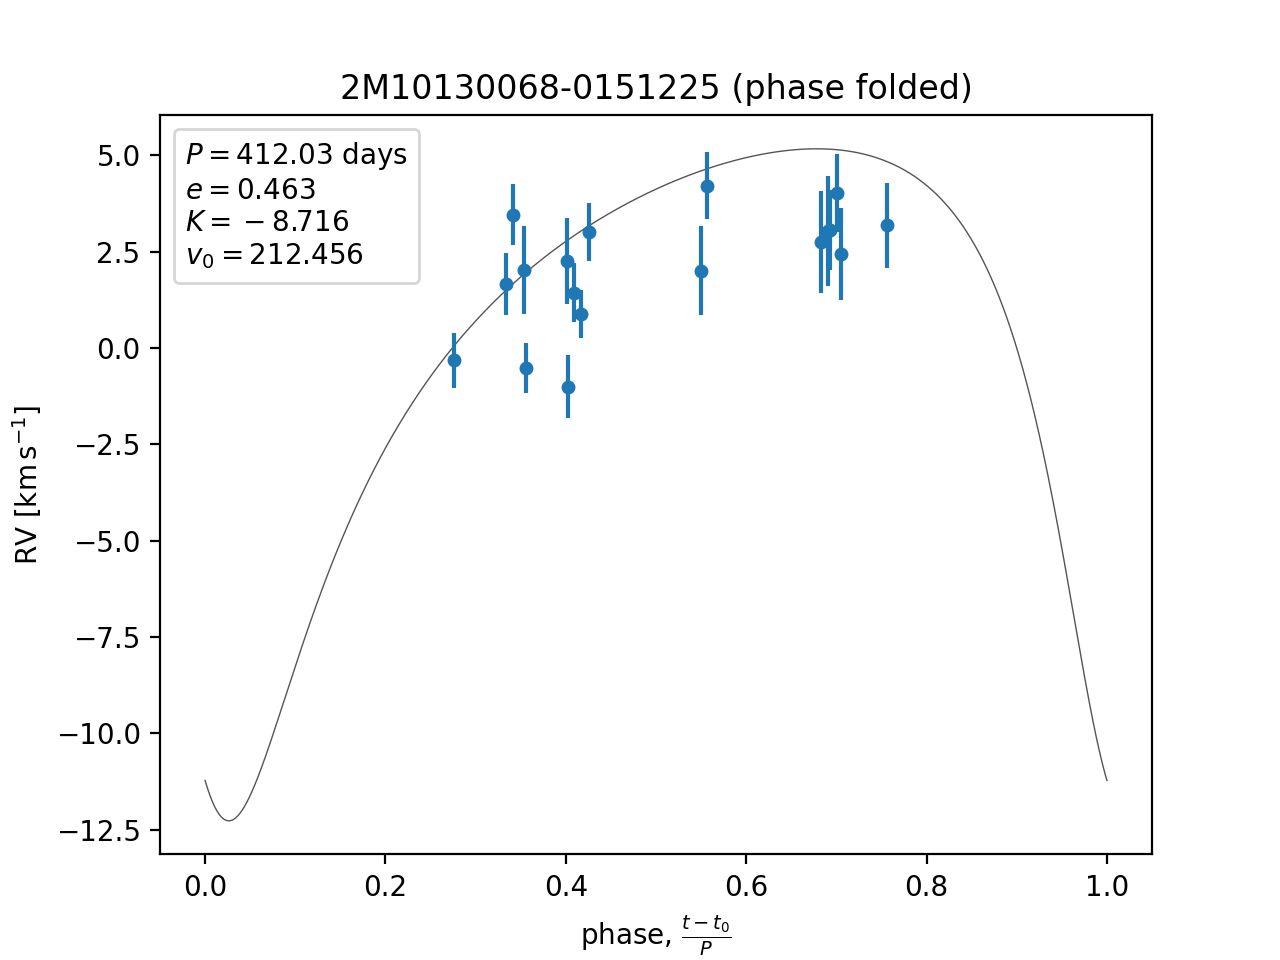 2M10130068-0151225 (phase folded)
P = 412.03 days
e = 0.463
K = −8.716
v₀ = 212.456
5.0
2.5
0.0
−2.5
−5.0
−7.5
−10.0
−12.5
RV [km s⁻¹]
0.0 0.2 0.4 0.6 0.8 1.0
phase, (t − t₀)/P